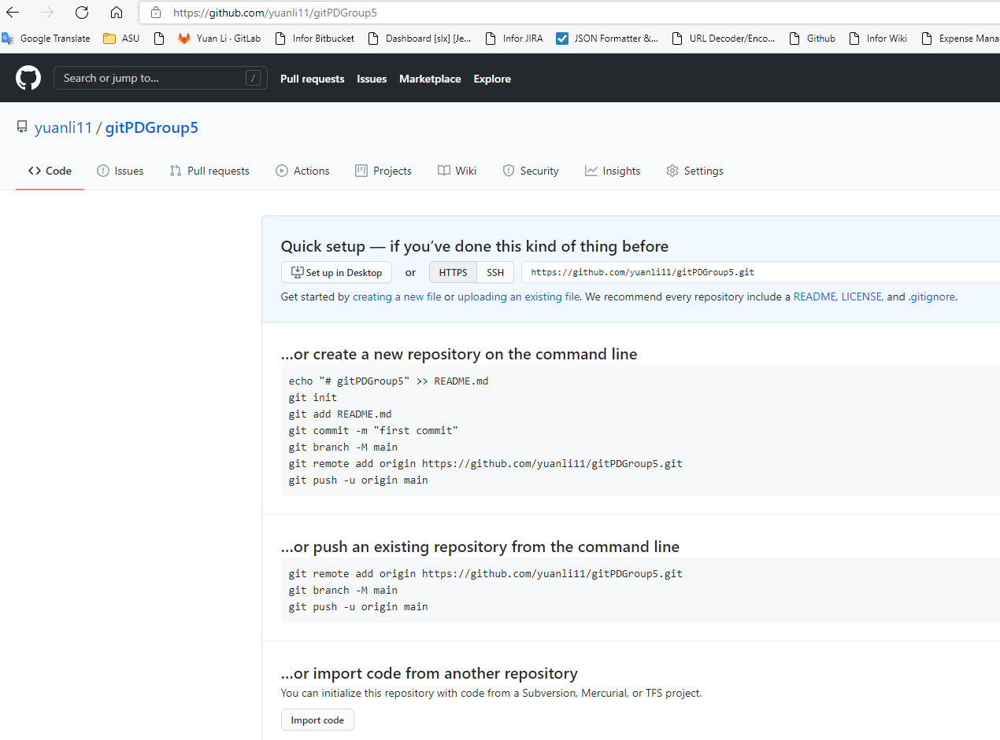 https://github.com/yuanli11/gitPDGroup5
Google Translate ASU Yuan Li · GitLab Infor Bitbucket Dashboard [slx] [Je... Infor JIRA JSON Formatter &... URL Decoder/Enco... Github Infor Wiki Expense Mana
Search or jump to... / Pull requests Issues Marketplace Explore
yuanli11 / gitPDGroup5
Code Issues Pull requests Actions Projects Wiki Security Insights Settings
Quick setup — if you’ve done this kind of thing before
Set up in Desktop or HTTPS SSH https://github.com/yuanli11/gitPDGroup5.git
Get started by creating a new file or uploading an existing file. We recommend every repository include a README, LICENSE, and .gitignore.
…or create a new repository on the command line
echo "# gitPDGroup5" >> README.md
git init
git add README.md
git commit -m "first commit"
git branch -M main
git remote add origin https://github.com/yuanli11/gitPDGroup5.git
git push -u origin main
…or push an existing repository from the command line
git remote add origin https://github.com/yuanli11/gitPDGroup5.git
git branch -M main
git push -u origin main
…or import code from another repository
You can initialize this repository with code from a Subversion, Mercurial, or TFS project.
Import code